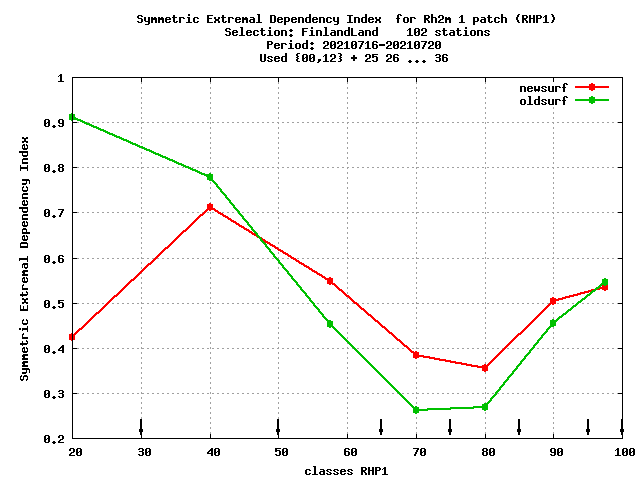 Symmetric Extremal Dependency Index  for Rh2m 1 patch (RHP1)
Selection: FinlandLand    102 stations
Period: 20210716-20210720
Used {00,12} + 25 26 ... 36
newsurf
oldsurf
1
0.9
0.8
0.7
0.6
0.5
0.4
0.3
0.2
Symmetric Extremal Dependency Index
20 30 40 50 60 70 80 90 100
classes RHP1